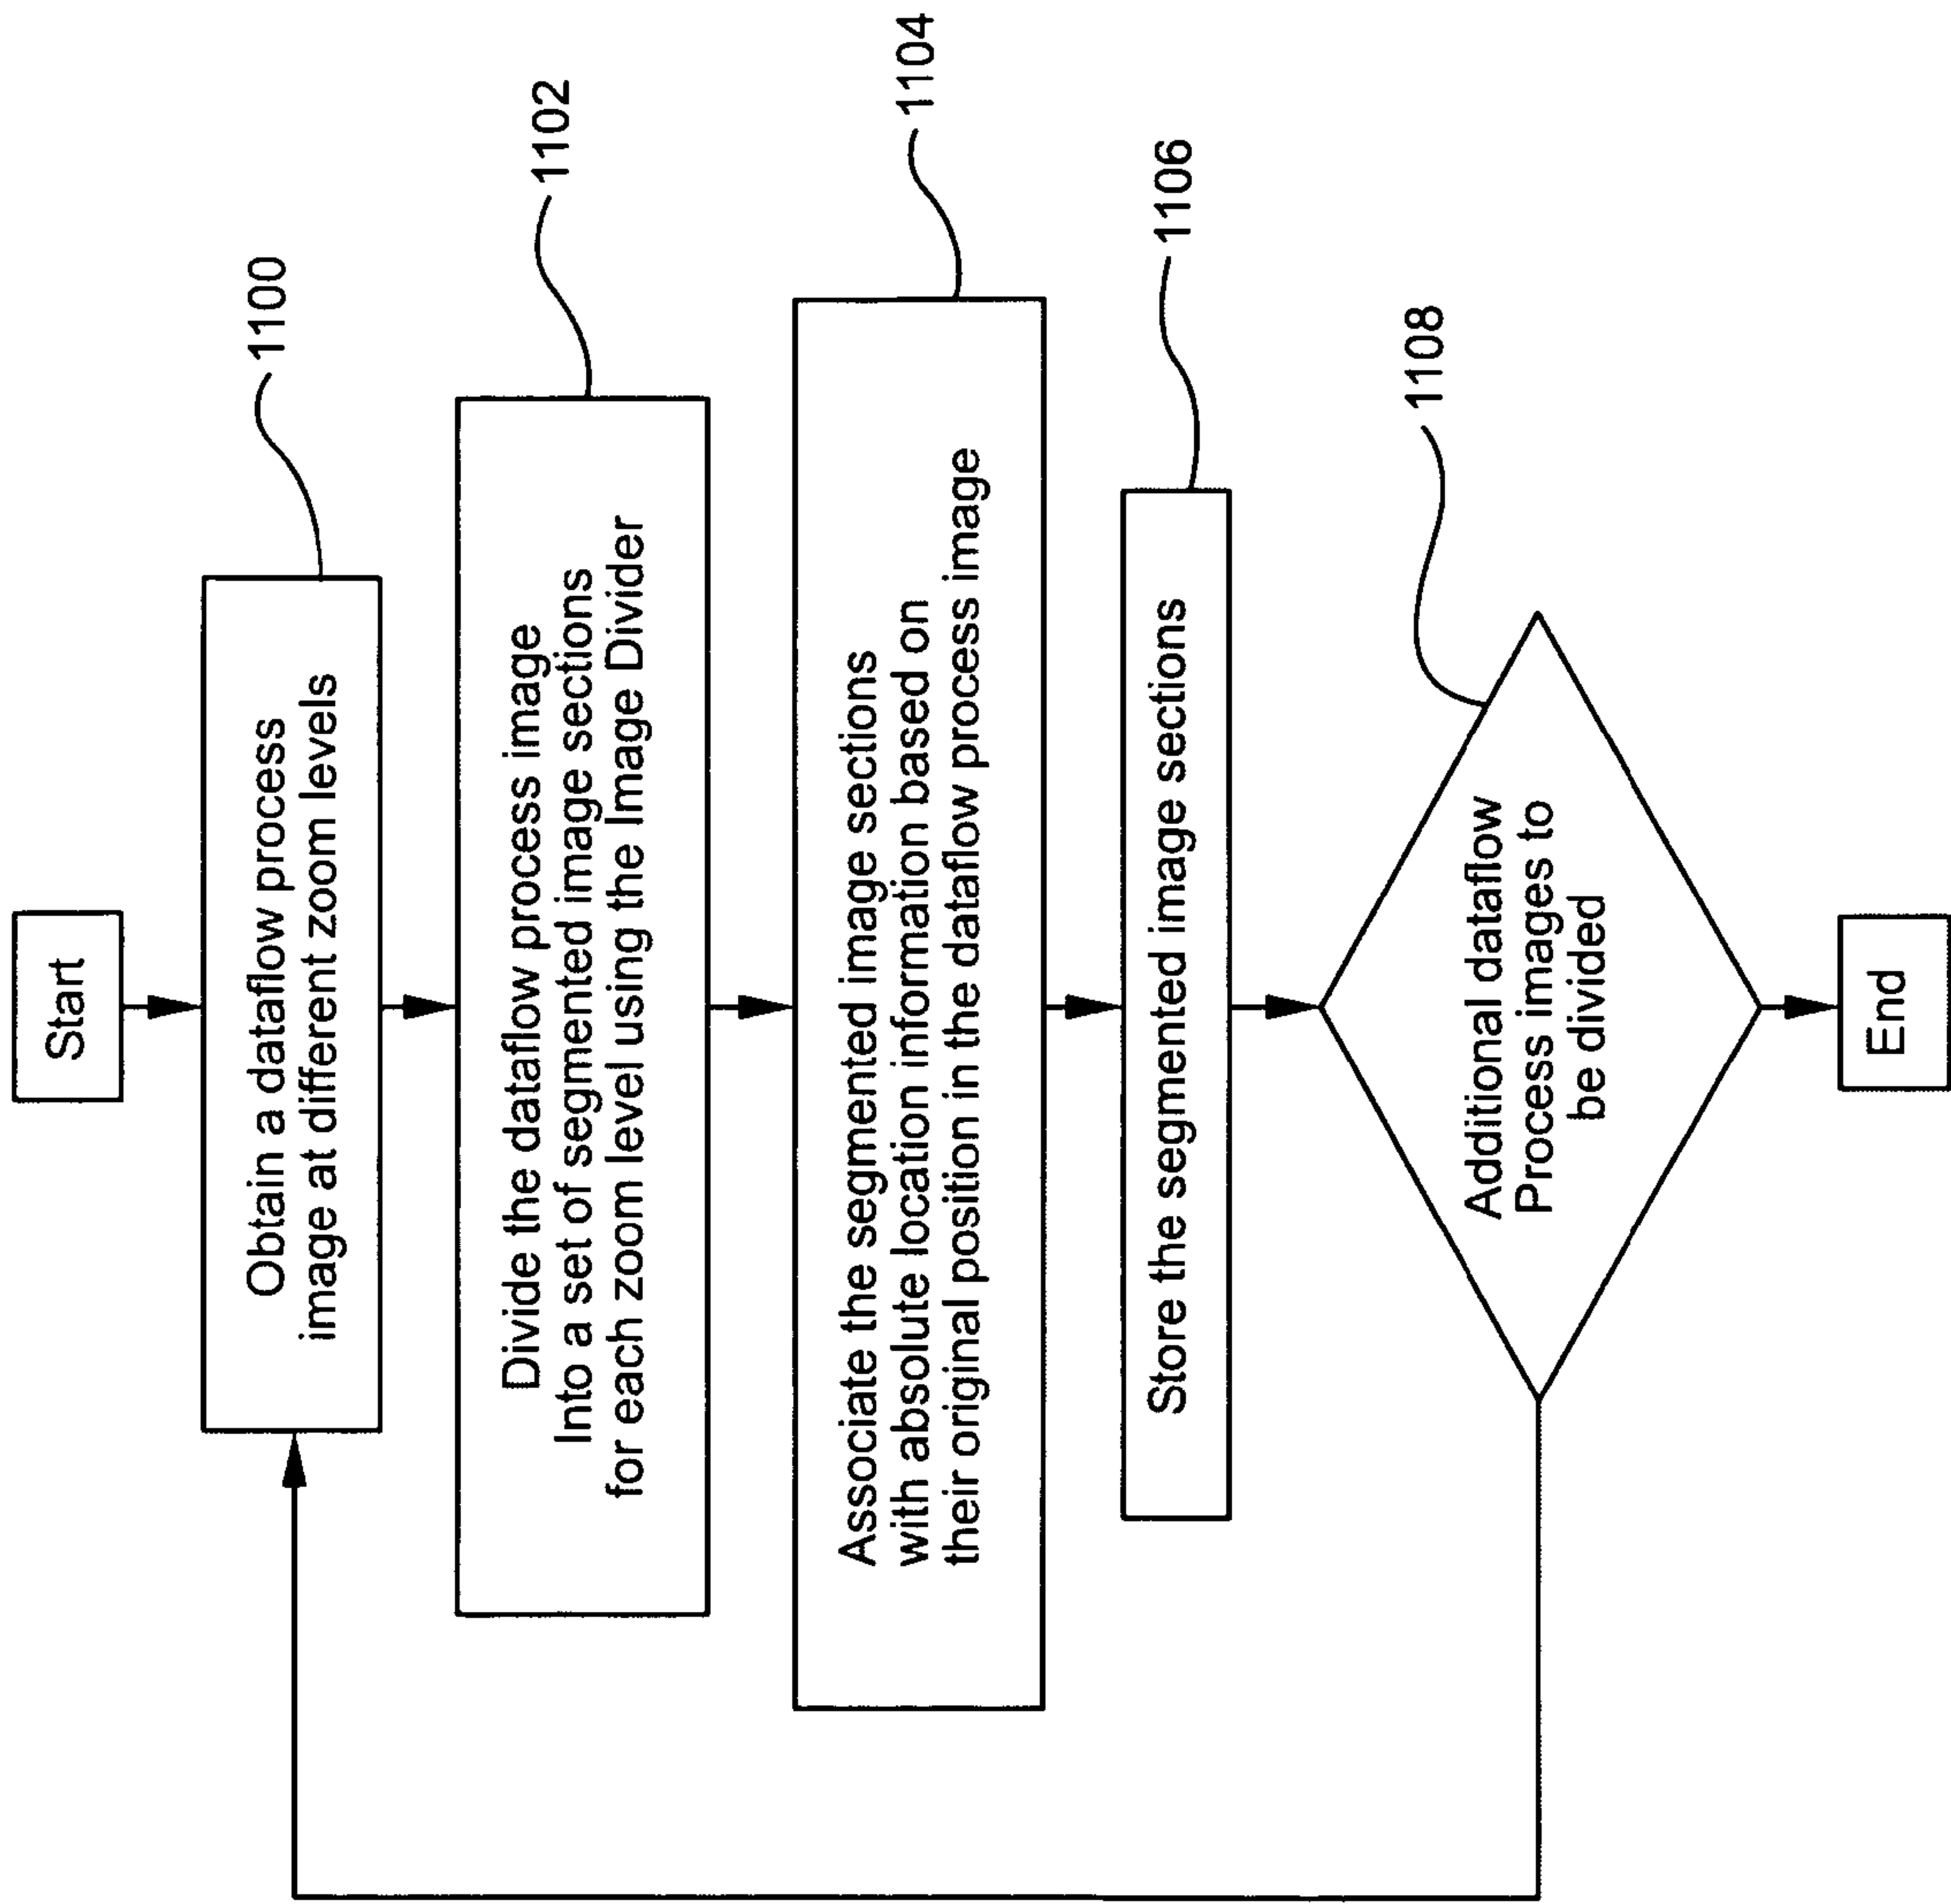 Start
Obtain a dataflow process
image at different zoom levels
1100
Divide the dataflow process image
Into a set of segmented image sections
for each zoom level using the Image Divider
1102
Associate the segmented image sections
with absolute location information based on
their original position in the dataflow process image
1104
Store the segmented image sections
1106
Additional dataflow
Process images to
be divided
1108
End